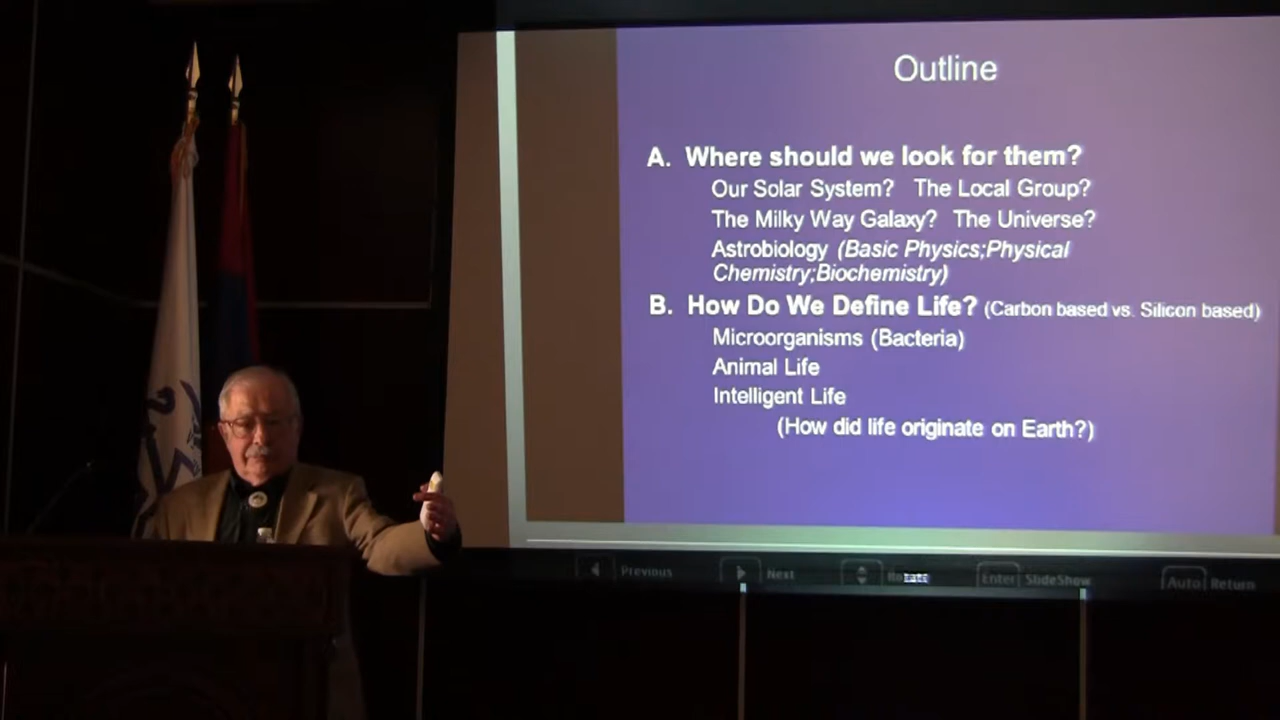 Outline
A. Where should we look for them?
Our Solar System? The Local Group?
The Milky Way Galaxy? The Universe?
Astrobiology (Basic Physics;Physical
Chemistry;Biochemistry)
B. How Do We Define Life? (Carbon based vs. Silicon based)
Microorganisms (Bacteria)
Animal Life
Intelligent Life
(How did life originate on Earth?)
Previous Next Enter SlideShow Auto Return